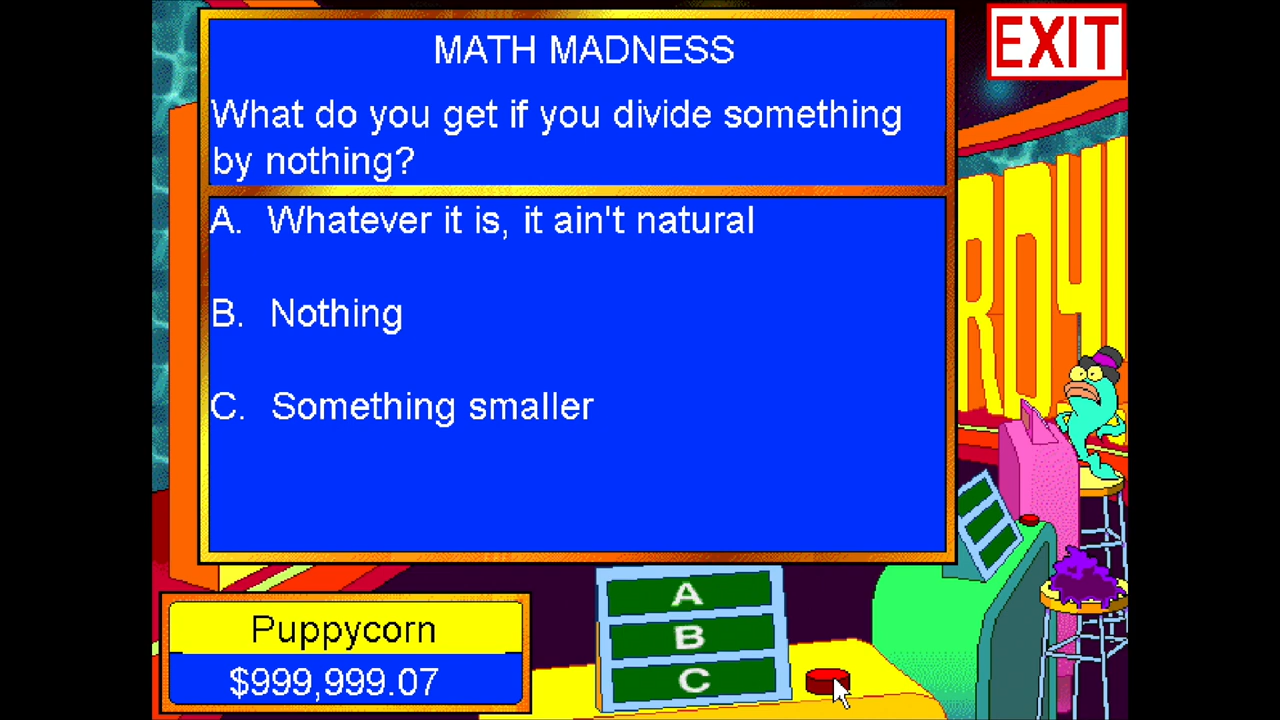 MATH MADNESS
EXIT
What do you get if you divide something
by nothing?
A. Whatever it is, it ain't natural
B. Nothing
C. Something smaller
A
B
C
Puppycorn
$999,999.07